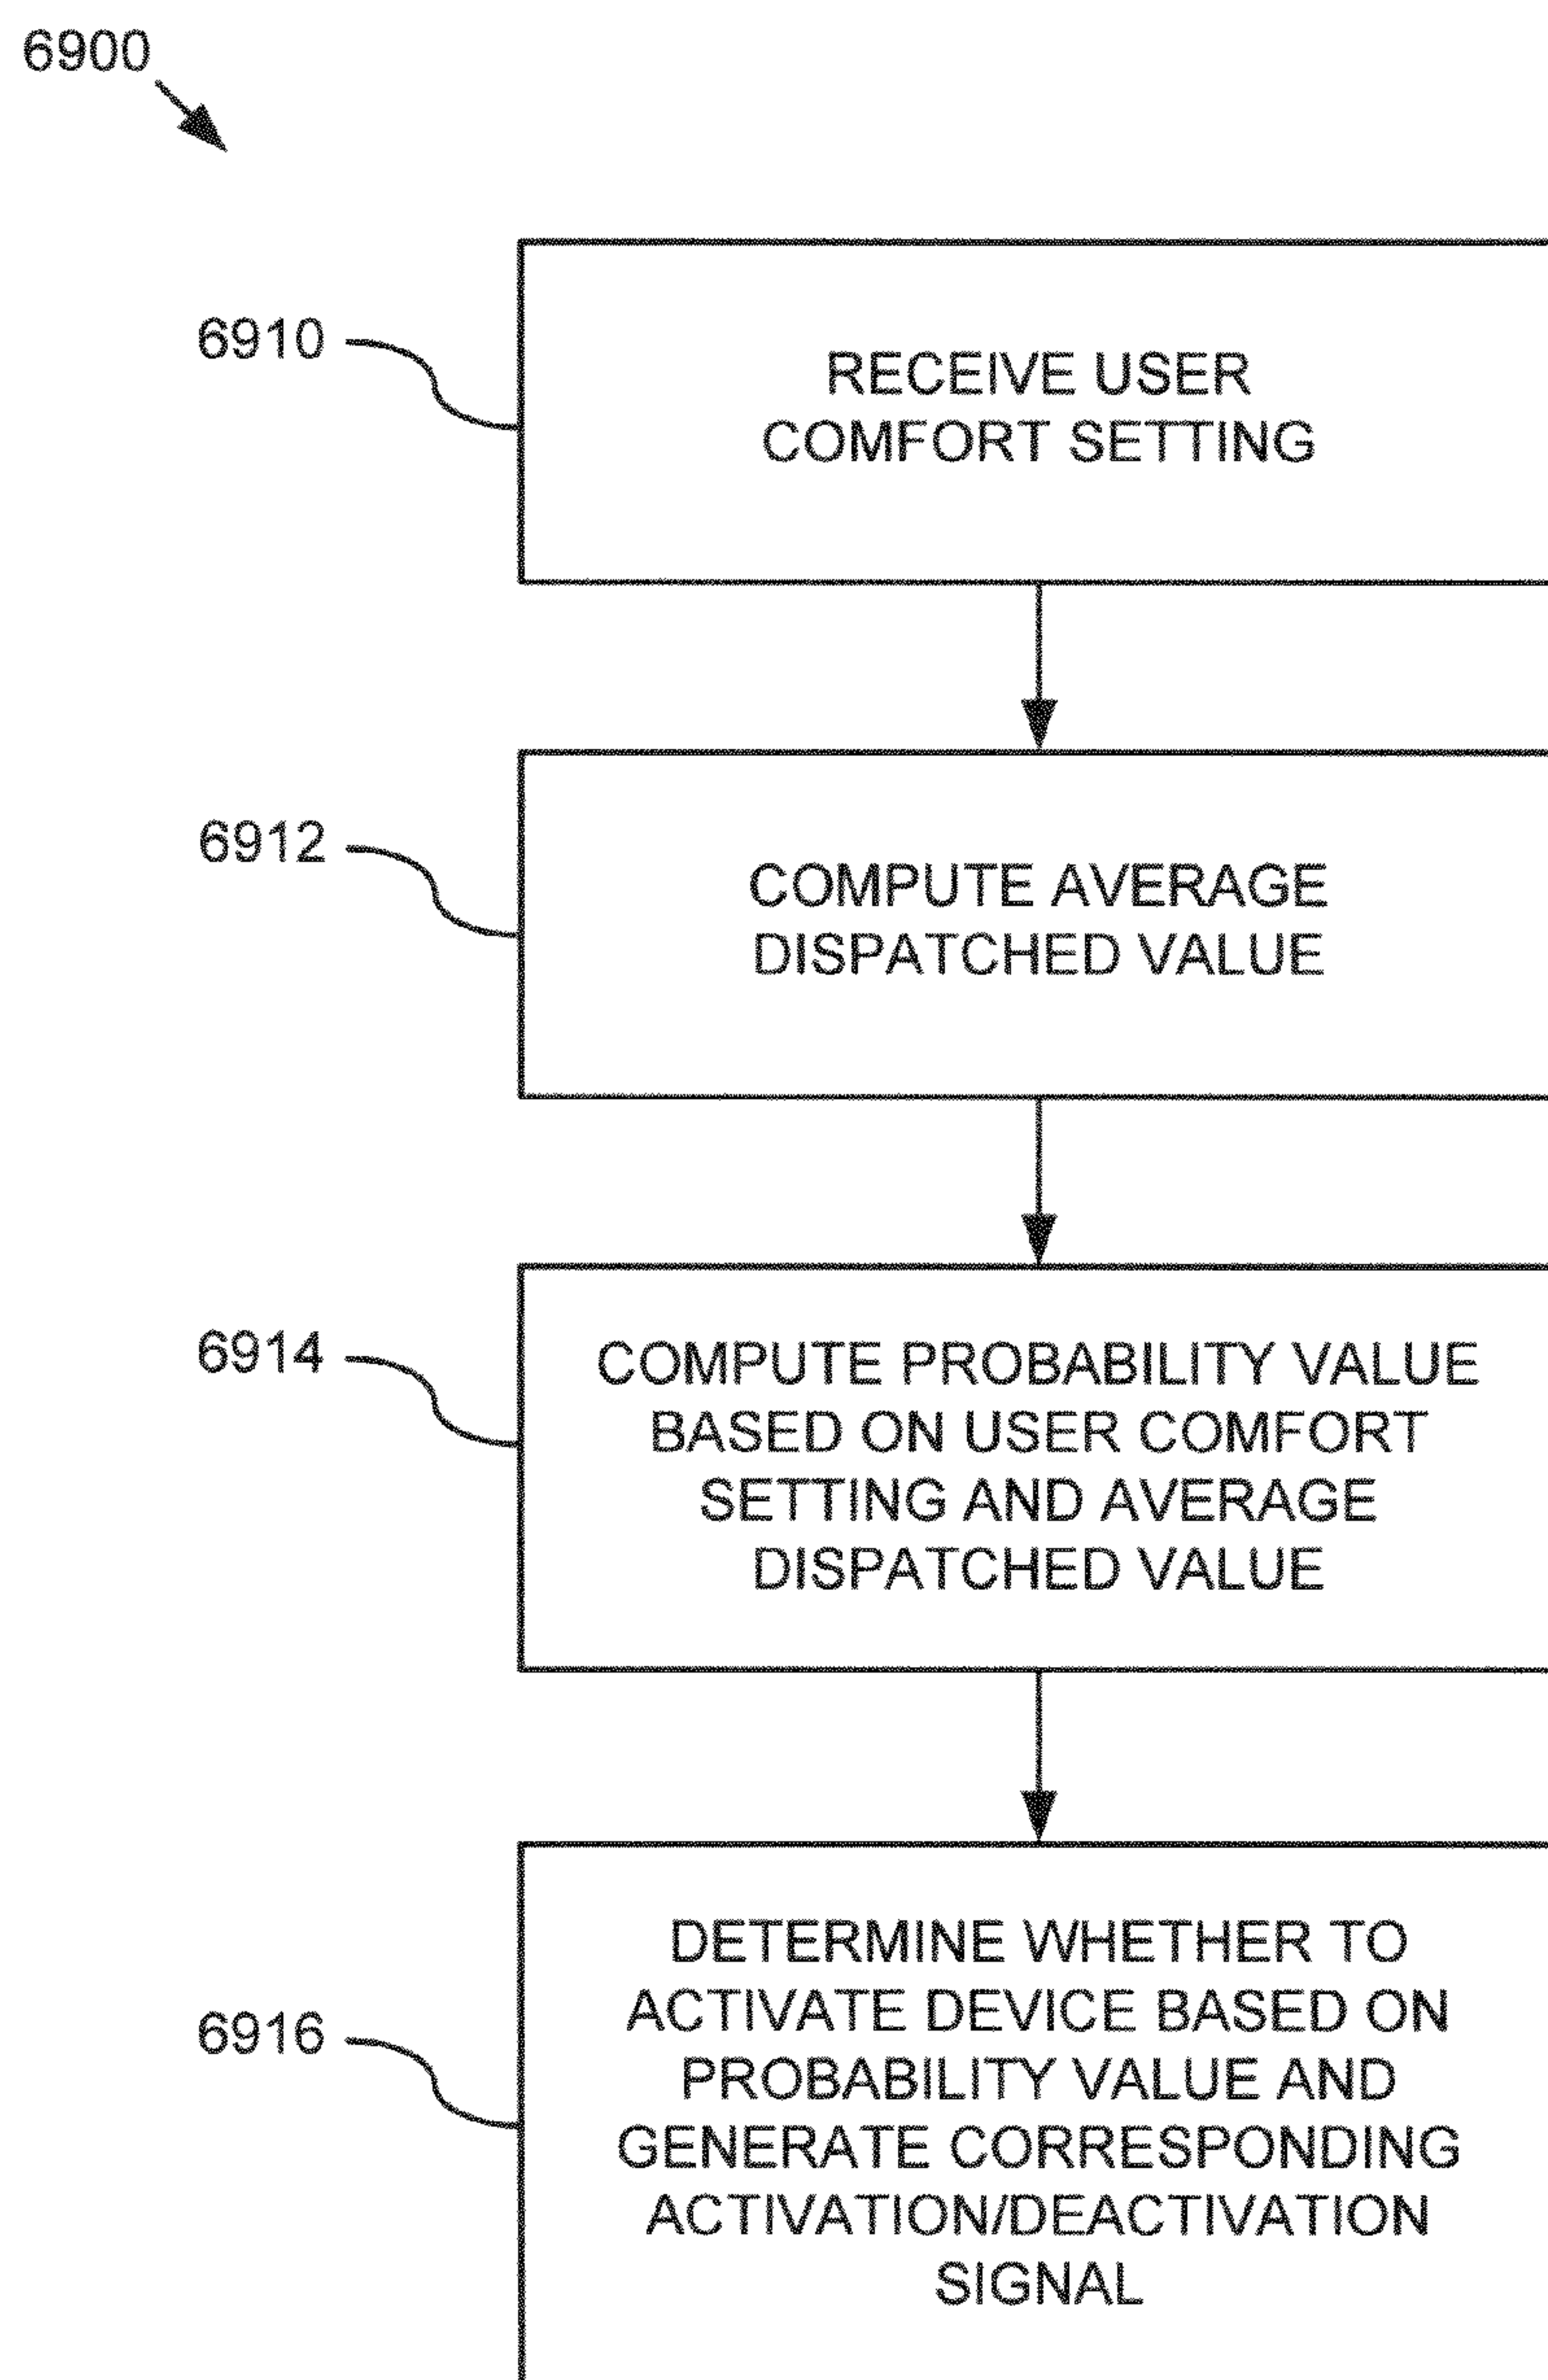 6900
6910
RECEIVE USER
COMFORT SETTING
6912
COMPUTE AVERAGE
DISPATCHED VALUE
6914
COMPUTE PROBABILITY VALUE
BASED ON USER COMFORT
SETTING AND AVERAGE
DISPATCHED VALUE
6916
DETERMINE WHETHER TO
ACTIVATE DEVICE BASED ON
PROBABILITY VALUE AND
GENERATE CORRESPONDING
ACTIVATION/DEACTIVATION
SIGNAL